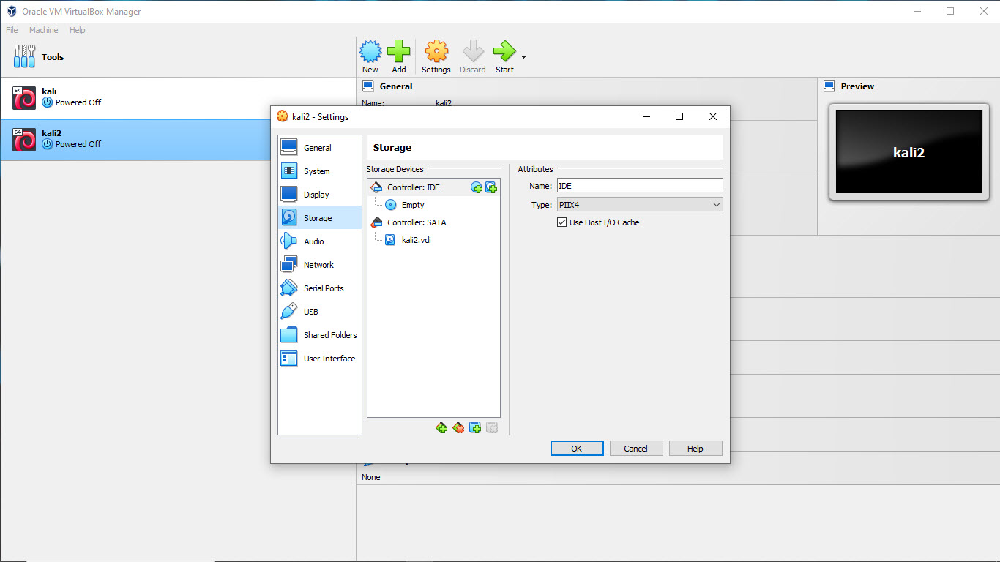 Oracle VM VirtualBox Manager
File Machine Help
Tools
New Add Settings Discard Start
64
kali
Powered Off
64
kali2
Powered Off
General
Name: kali2
Preview
kali2
kali2 - Settings
General
System
Display
Storage
Audio
Network
Serial Ports
USB
Shared Folders
User Interface
Storage
Storage Devices
Controller: IDE
Empty
Controller: SATA
kali2.vdi
Attributes
Name: IDE
Type: PIIX4
Use Host I/O Cache
OK Cancel Help
None